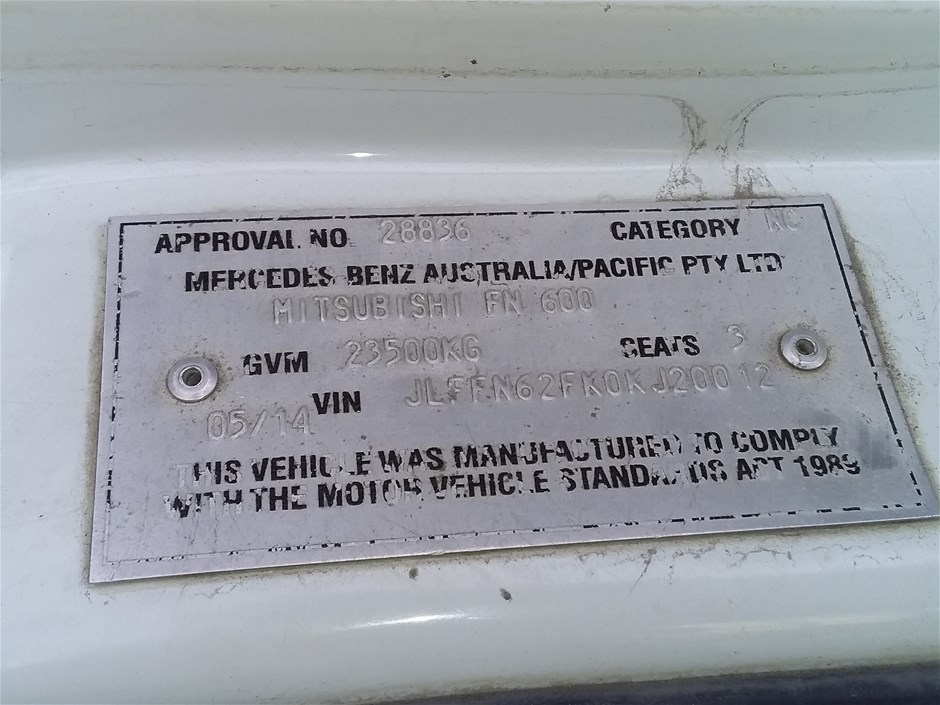 APPROVAL NO 28836 CATEGORY NC
MERCEDES-BENZ AUSTRALIA/PACIFIC PTY LTD
MITSUBISHI FN 600
GVM 23500KG SEATS 3
05/14 VIN JLFFN62FK0KJ20012
THIS VEHICLE WAS MANUFACTURED TO COMPLY
WITH THE MOTOR VEHICLE STANDARDS ACT 1989